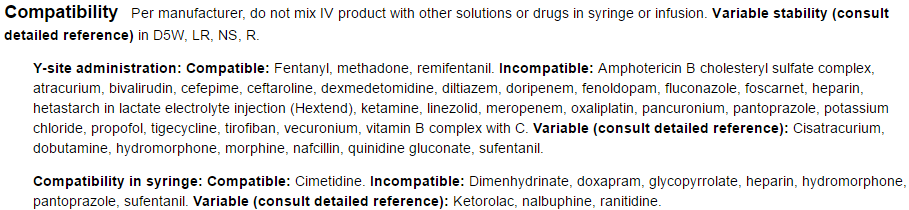 Compatibility Per manufacturer, do not mix IV product with other solutions or drugs in syringe or infusion. Variable stability (consult
detailed reference) in D5W, LR, NS, R.
Y-site administration: Compatible: Fentanyl, methadone, remifentanil. Incompatible: Amphotericin B cholesteryl sulfate complex,
atracurium, bivalirudin, cefepime, ceftaroline, dexmedetomidine, diltiazem, doripenem, fenoldopam, fluconazole, foscarnet, heparin,
hetastarch in lactate electrolyte injection (Hextend), ketamine, linezolid, meropenem, oxaliplatin, pancuronium, pantoprazole, potassium
chloride, propofol, tigecycline, tirofiban, vecuronium, vitamin B complex with C. Variable (consult detailed reference): Cisatracurium,
dobutamine, hydromorphone, morphine, nafcillin, quinidine gluconate, sufentanil.
Compatibility in syringe: Compatible: Cimetidine. Incompatible: Dimenhydrinate, doxapram, glycopyrrolate, heparin, hydromorphone,
pantoprazole, sufentanil. Variable (consult detailed reference): Ketorolac, nalbuphine, ranitidine.